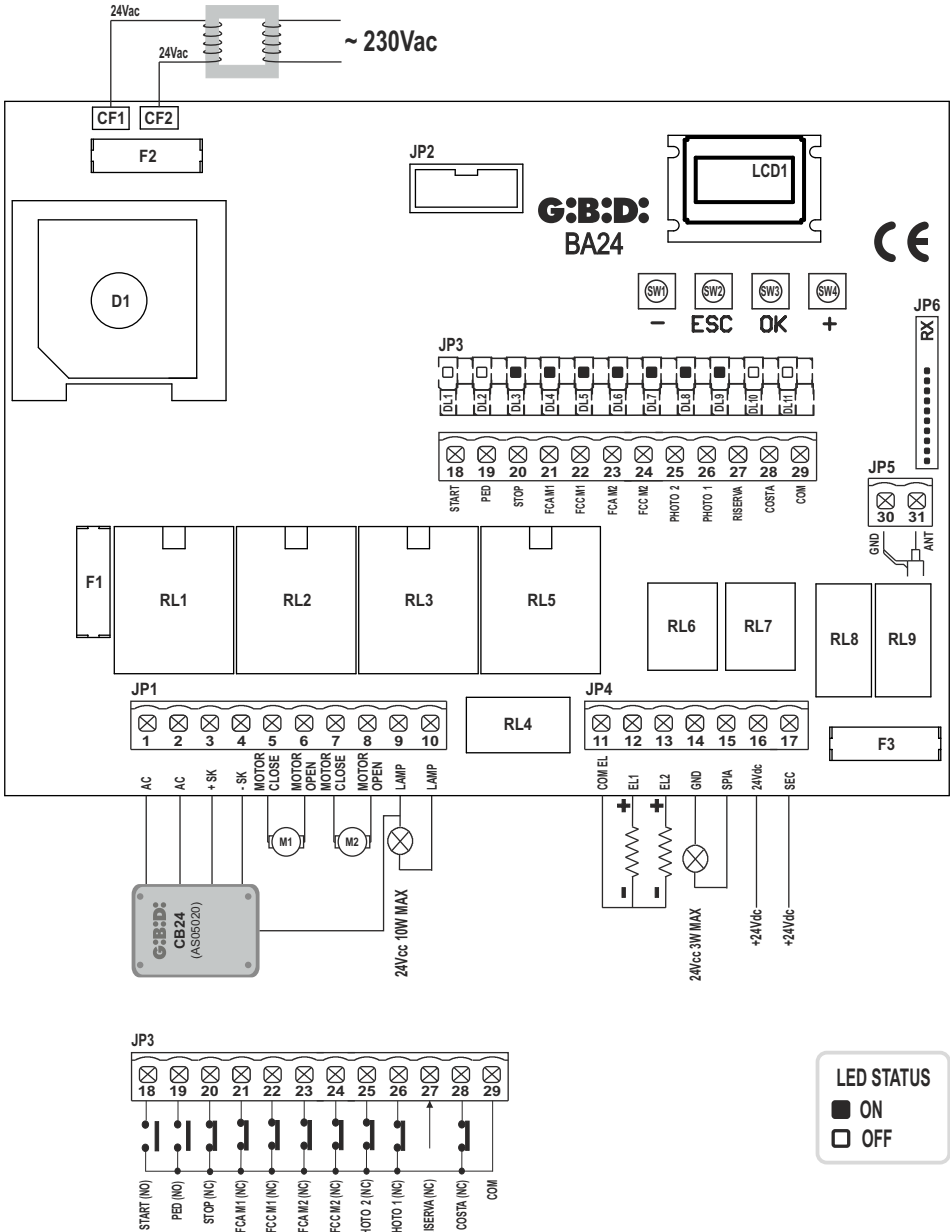 24Vac
24Vac
~ 230Vac
CF1
CF2
F2
JP2
LCD1
G:B:D:
BA24
CE
D1
SW1
SW2
SW3
SW4
- ESC OK +
JP6
RX
JP3
DL1 DL2 DL3 DL4 DL5 DL6 DL7 DL8 DL9 DL10 DL11
18 19 20 21 22 23 24 25 26 27 28 29
START
PED
STOP
FCA M1
FCC M1
FCA M2
FCC M2
PHOTO 2
PHOTO 1
RISERVA
COSTA
COM
JP5
30 31
GND
ANT
F1
RL1
RL2
RL3
RL5
RL6
RL7
RL8
RL9
JP1
1 2 3 4 5 6 7 8 9 10
AC
AC
+ SK
- SK
MOTOR
CLOSE
MOTOR
OPEN
MOTOR
CLOSE
MOTOR
OPEN
LAMP
LAMP
RL4
JP4
11 12 13 14 15 16 17
COM EL
EL1
EL2
GND
SPIA
24Vdc
SEC
F3
M1
M2
+ +
- -
G:B:D:
CB24
(AS05020)
24Vcc 10W MAX
24Vcc 3W MAX
+24Vdc
+24Vdc
JP3
18 19 20 21 22 23 24 25 26 27 28 29
START (NO)
PED (NO)
STOP (NC)
FCA M1 (NC)
FCC M1 (NC)
FCA M2 (NC)
FCC M2 (NC)
HOTO 2 (NC)
HOTO 1 (NC)
ISERVA (NC)
COSTA (NC)
COM
LED STATUS
ON
OFF